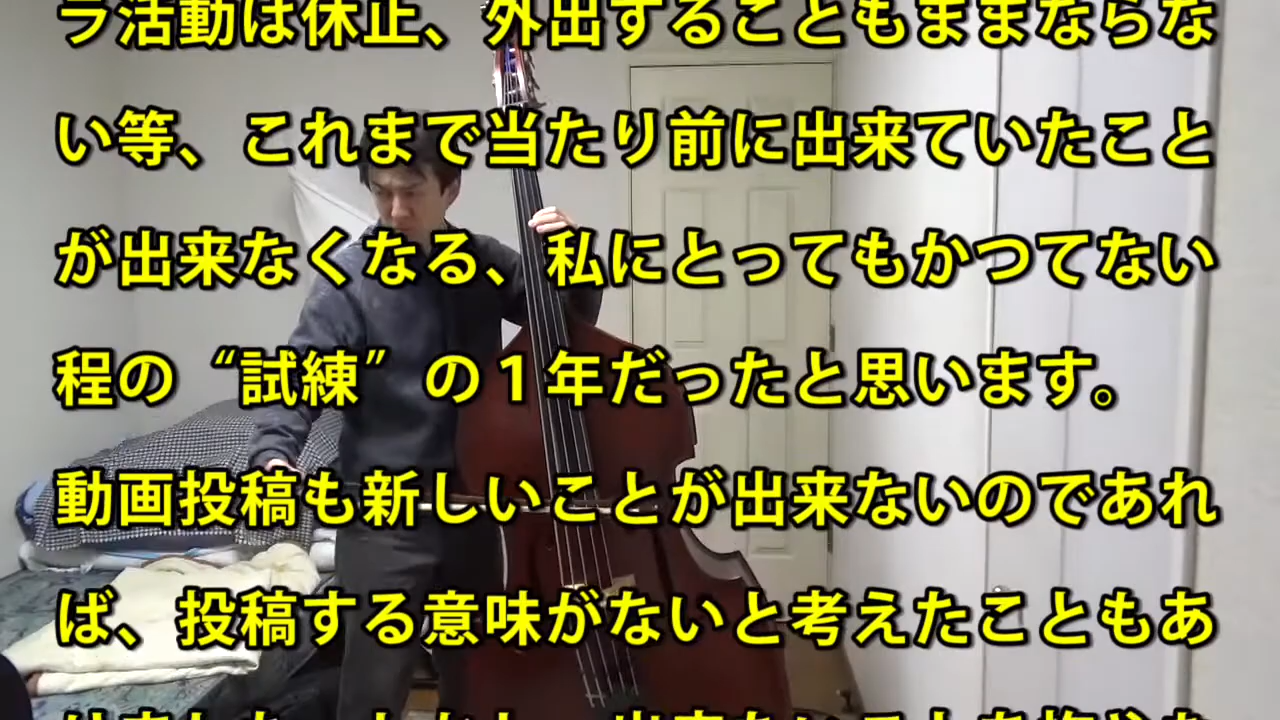 ラ活動は休止、外出することもままならな
い等、これまで当たり前に出来ていたこと
が出来なくなる、私にとってもかつてない
程の“試練”の１年だったと思います。
動画投稿も新しいことが出来ないのであれ
ば、投稿する意味がないと考えたこともあ